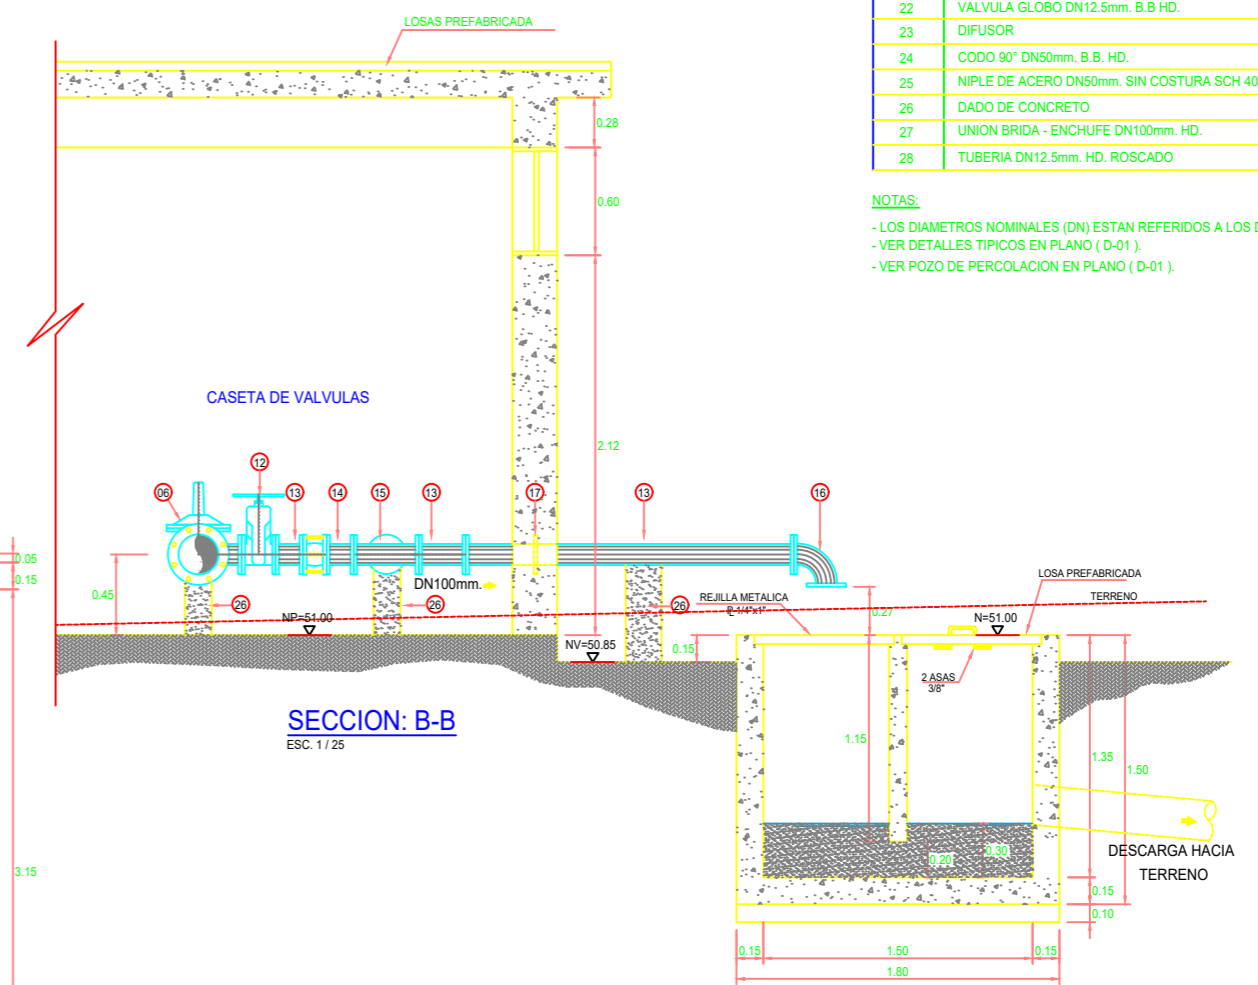 LOSAS PREFABRICADA
22 VALVULA GLOBO DN12.5mm. B.B HD.
23 DIFUSOR
24 CODO 90° DN50mm. B.B. HD.
25 NIPLE DE ACERO DN50mm. SIN COSTURA SCH 40
26 DADO DE CONCRETO
27 UNION BRIDA - ENCHUFE DN100mm. HD.
28 TUBERIA DN12.5mm. HD. ROSCADO
NOTAS:
- LOS DIAMETROS NOMINALES (DN) ESTAN REFERIDOS A LOS
- VER DETALLES TIPICOS EN PLANO ( D-01 ).
- VER POZO DE PERCOLACION EN PLANO ( D-01 ).
0.28
0.60
2.12
CASETA DE VALVULAS
06
12
13
14
15
13
17
13
16
0.05
0.15
0.45
3.15
DN100mm.
26
26
26
NP=51.00
NV=50.85
0.15
REJILLA METALICA
0.27
LOSA PREFABRICADA
TERRENO
N=51.00
2 ASAS
3/8"
SECCION: B-B
ESC. 1 / 25
1.15
1.35
1.50
0.20
0.30
DESCARGA HACIA
TERRENO
0.15
0.10
0.15
1.50
0.15
1.80